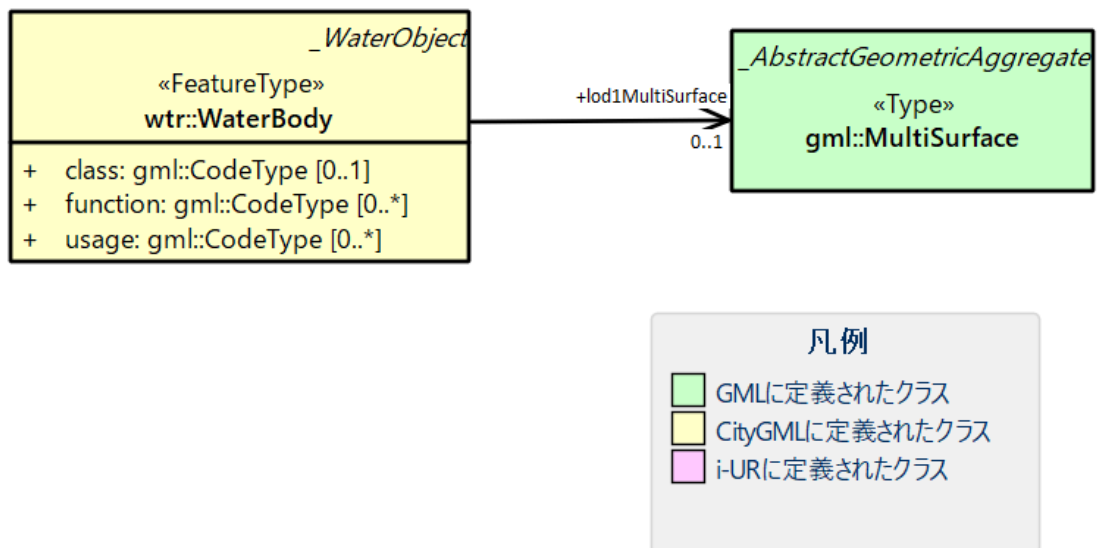 _WaterObject
«FeatureType»
wtr::WaterBody
+ class: gml::CodeType [0..1]
+ function: gml::CodeType [0..*]
+ usage: gml::CodeType [0..*]
+lod1MultiSurface
0..1
_AbstractGeometricAggregate
«Type»
gml::MultiSurface
凡例
GMLに定義されたクラス
CityGMLに定義されたクラス
i-URに定義されたクラス